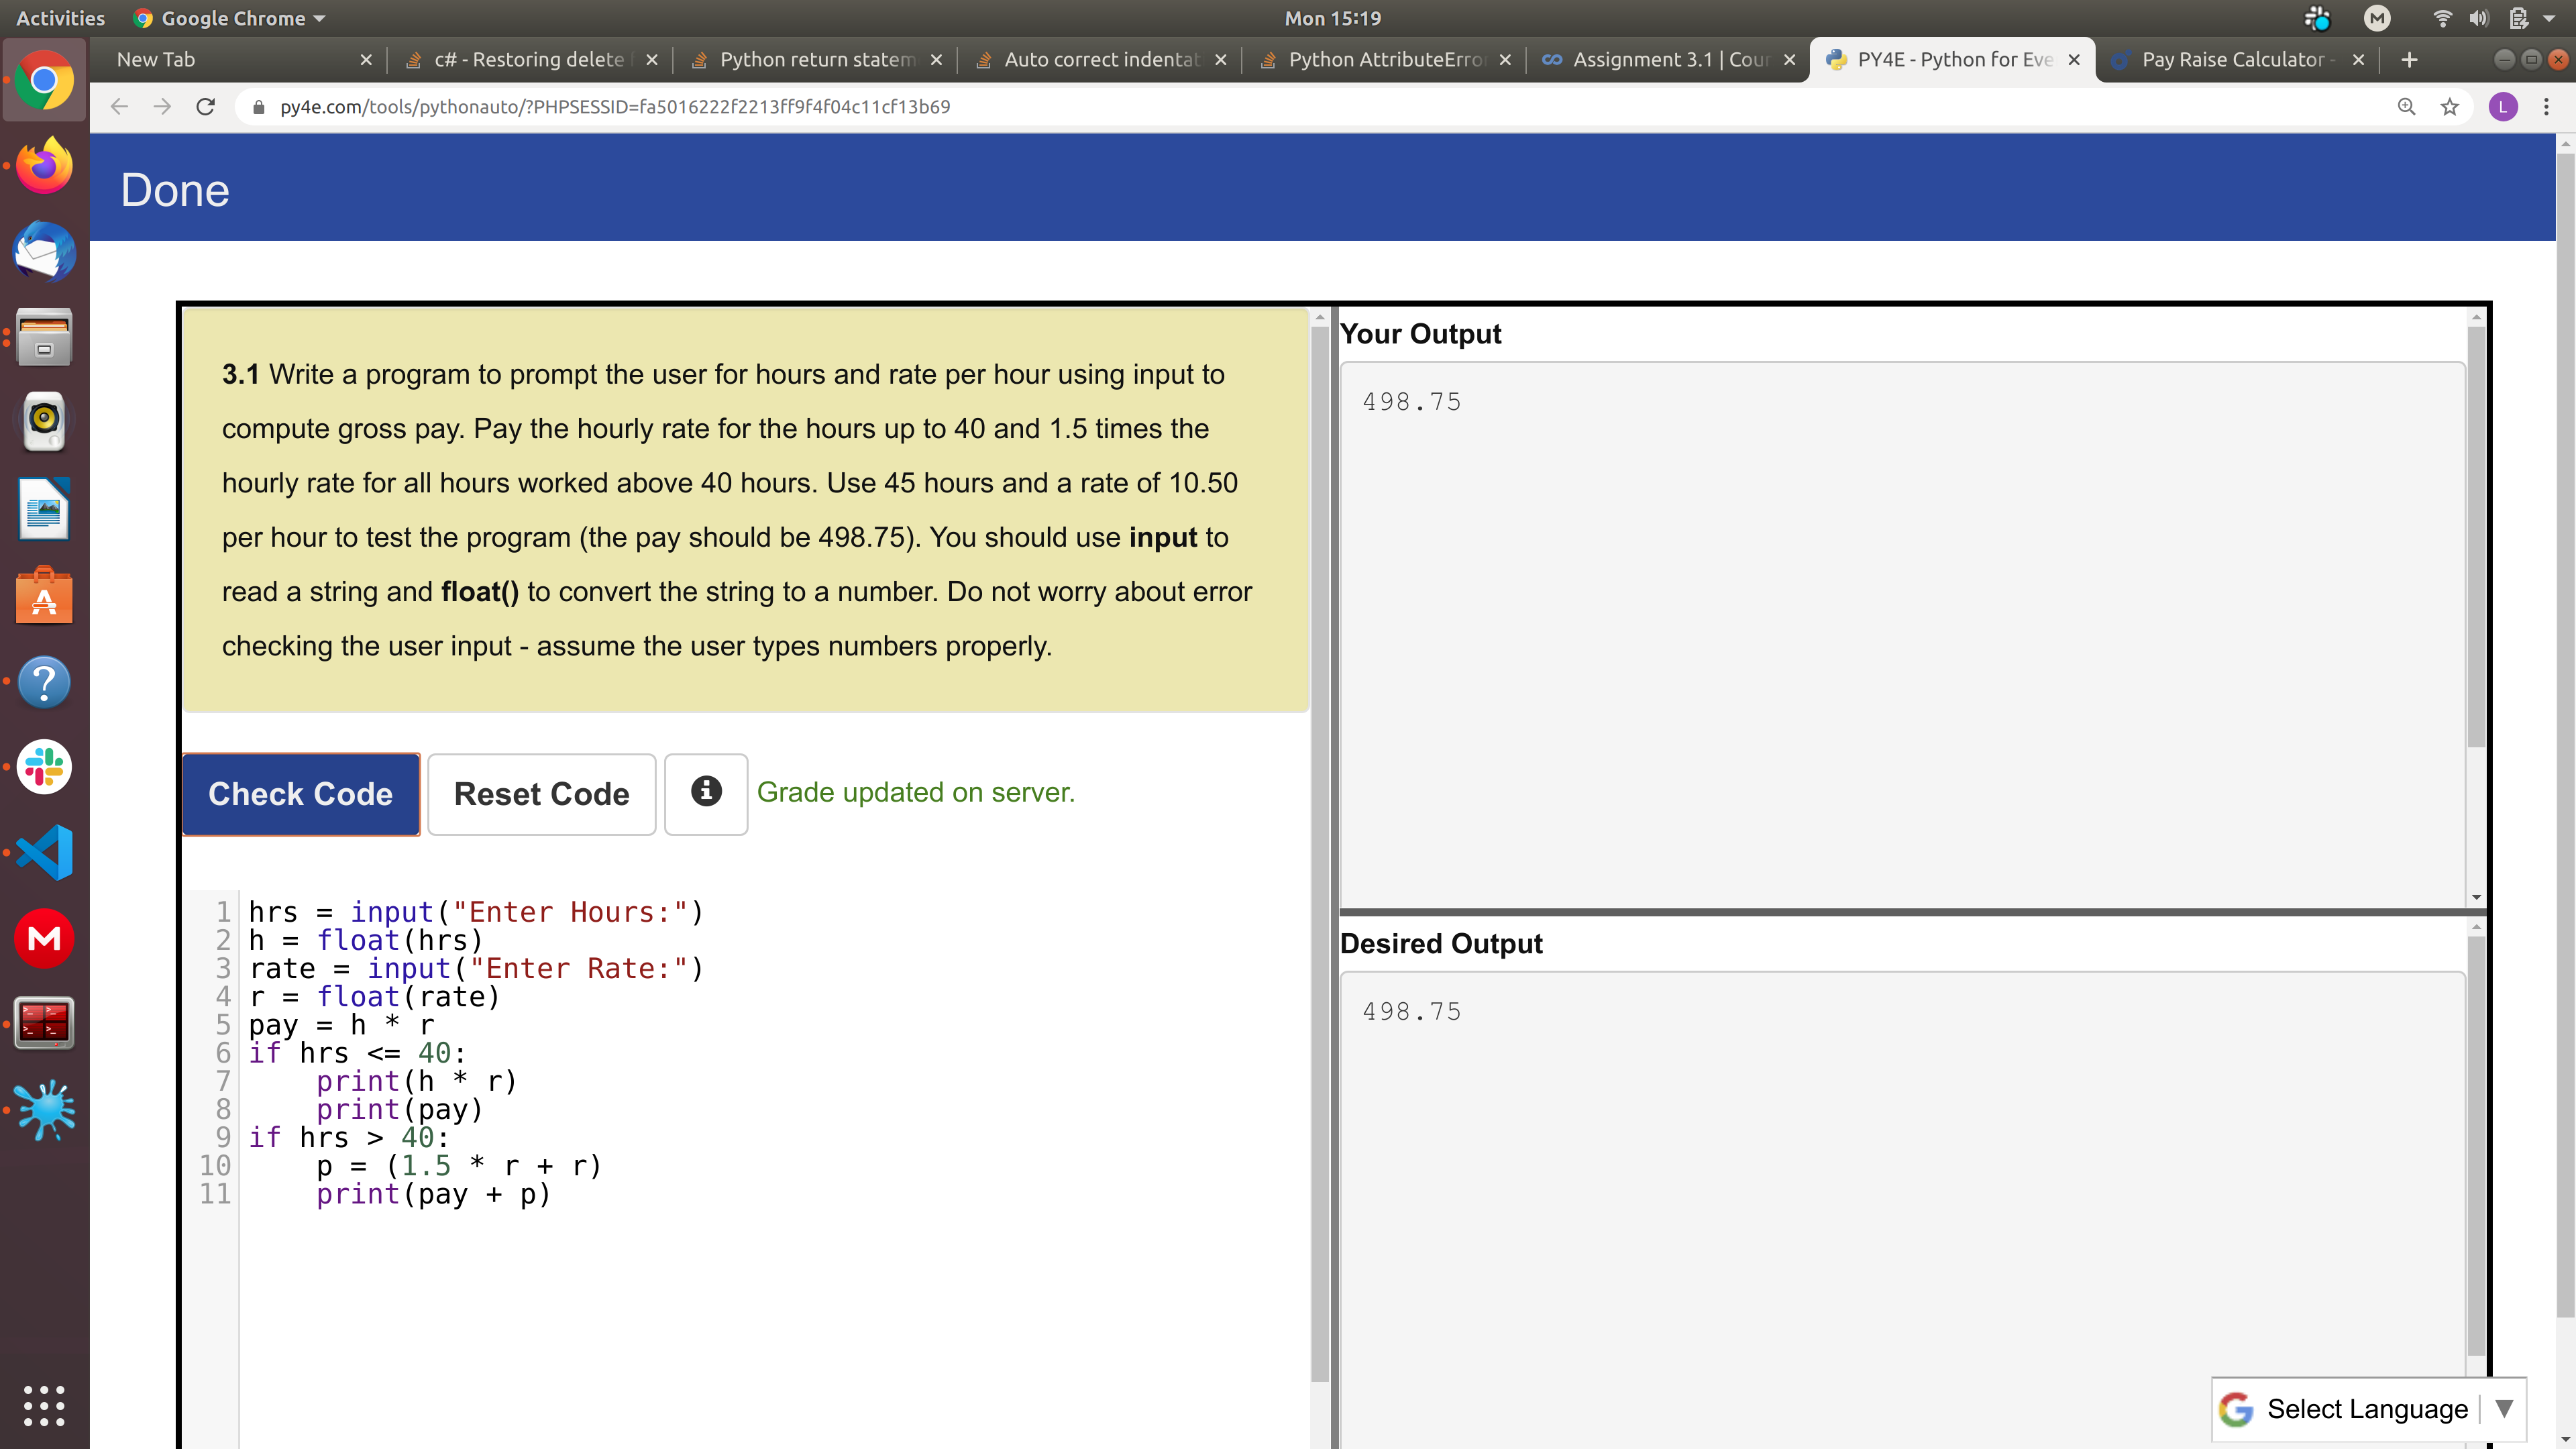 Activities Google Chrome Mon 15:19
New Tab c# - Restoring delete Python return statem Auto correct indentat Python AttributeErro Assignment 3.1 | Cour PY4E - Python for Eve Pay Raise Calculator -
py4e.com/tools/pythonauto/?PHPSESSID=fa5016222f2213ff9f4f04c11cf13b69 L
Done
3.1 Write a program to prompt the user for hours and rate per hour using input to
compute gross pay. Pay the hourly rate for the hours up to 40 and 1.5 times the
hourly rate for all hours worked above 40 hours. Use 45 hours and a rate of 10.50
per hour to test the program (the pay should be 498.75). You should use input to
read a string and float() to convert the string to a number. Do not worry about error
checking the user input - assume the user types numbers properly.
Check Code Reset Code Grade updated on server.
1 hrs = input("Enter Hours:")
2 h = float(hrs)
3 rate = input("Enter Rate:")
4 r = float(rate)
5 pay = h * r
6 if hrs <= 40:
7     print(h * r)
8     print(pay)
9 if hrs > 40:
10     p = (1.5 * r + r)
11     print(pay + p)
Your Output
498.75
Desired Output
498.75
Select Language